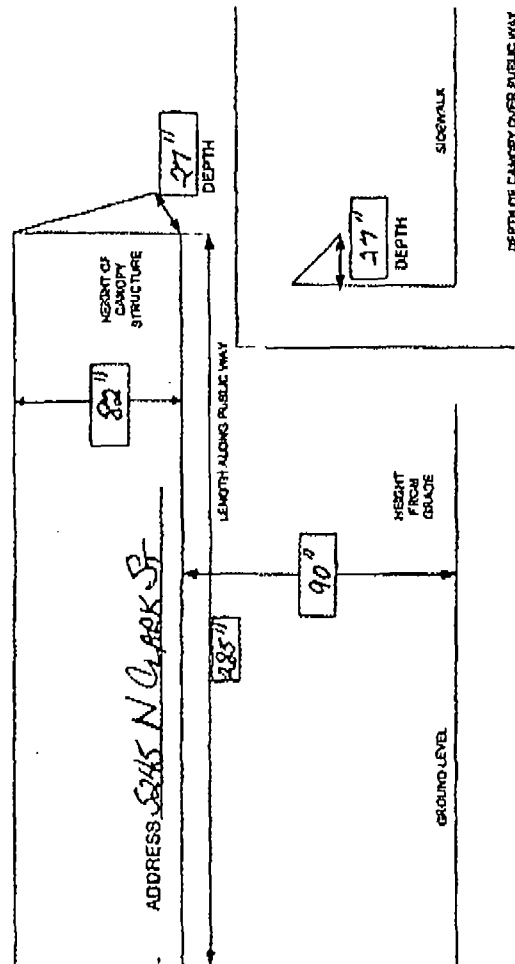 ADDRESS: 5245 N CLARK ST
HEIGHT OF
CANOPY
STRUCTURE
82"
27"
DEPTH
LENGTH ALONG PUBLIC WAY
285"
90"
HEIGHT
FROM
GRADE
GROUND LEVEL
27"
DEPTH
SIDEWALK
DEPTH OF CANOPY OVER PUBLIC WAY